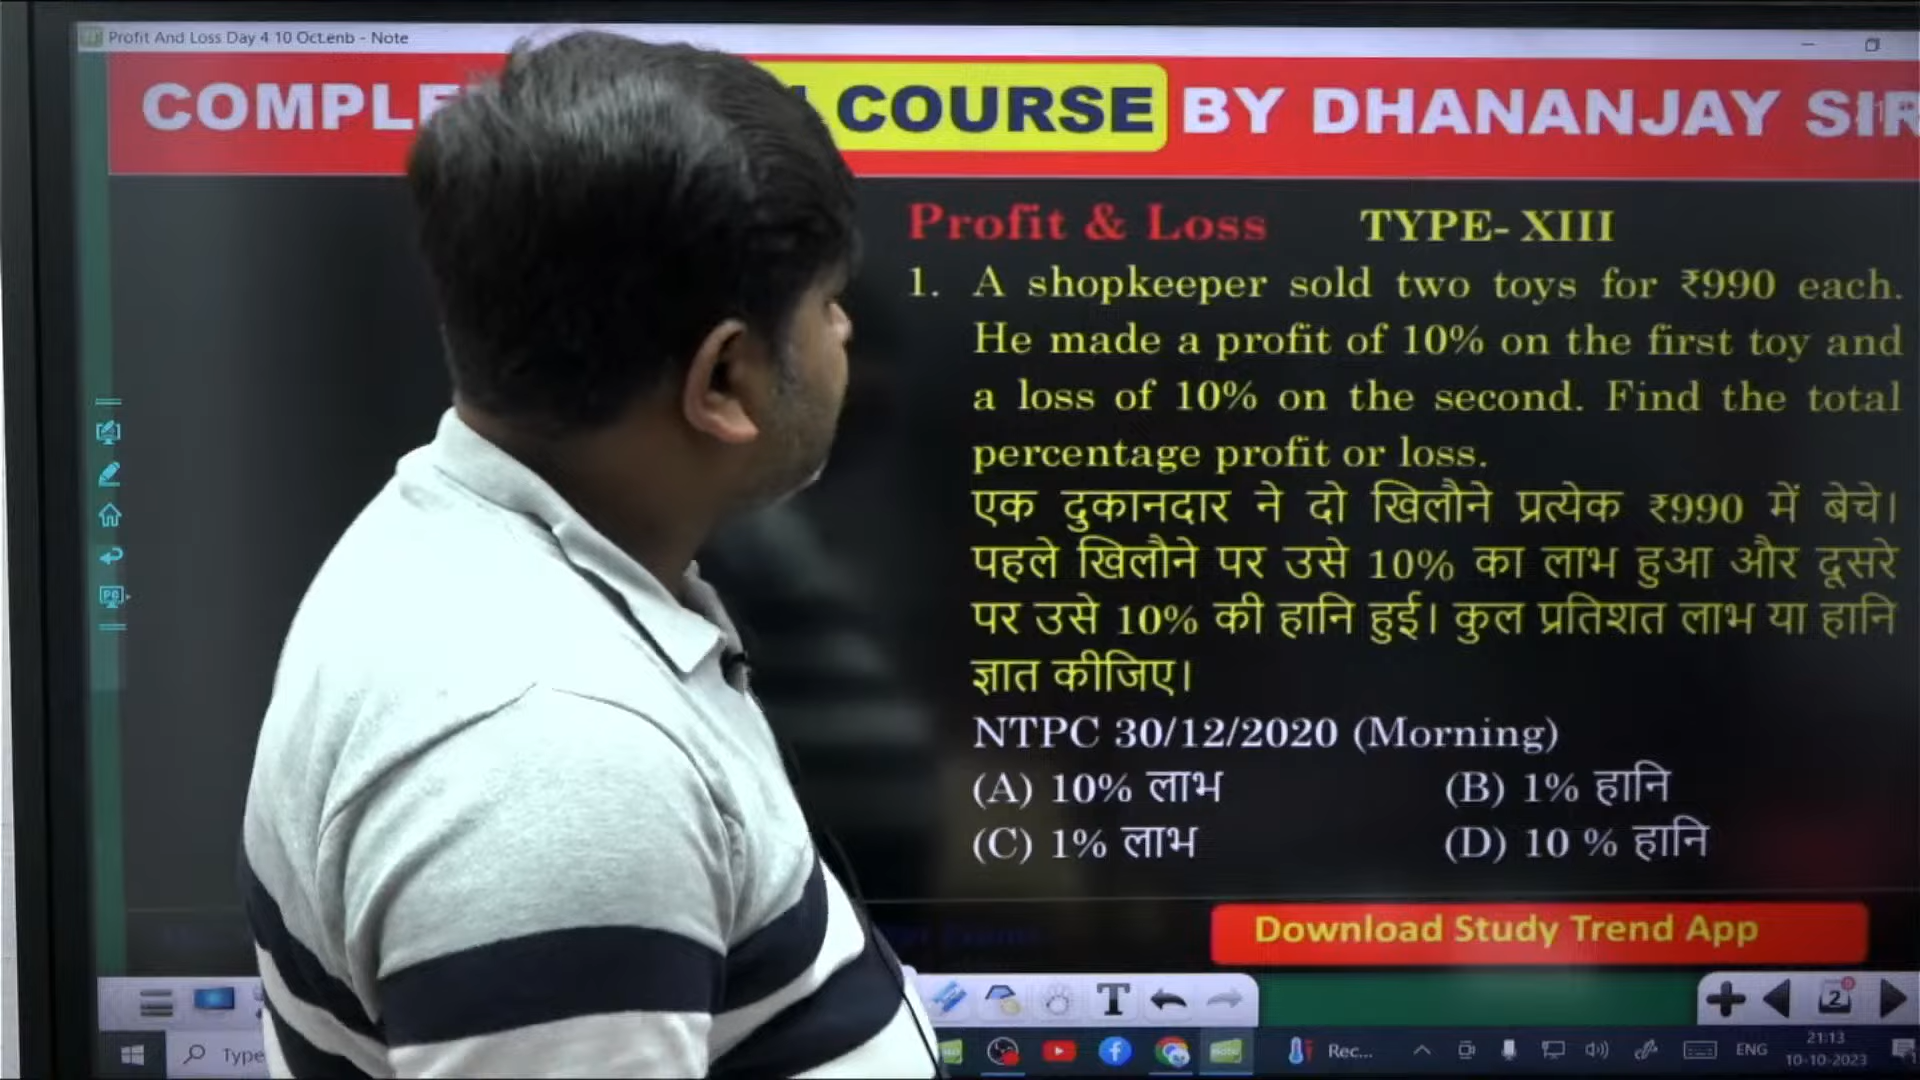 Profit And Loss Day 4 10 Oct.enb - Note
COMPLE COURSE BY DHANANJAY SIR
Profit & Loss TYPE- XIII
1. A shopkeeper sold two toys for ₹990 each.
He made a profit of 10% on the first toy and
a loss of 10% on the second. Find the total
percentage profit or loss.
एक दुकानदार ने दो खिलौने प्रत्येक ₹990 में बेचे।
पहले खिलौने पर उसे 10% का लाभ हुआ और दूसरे
पर उसे 10% की हानि हुई। कुल प्रतिशत लाभ या हानि
ज्ञात कीजिए।
NTPC 30/12/2020 (Morning)
(A) 10% लाभ (B) 1% हानि
(C) 1% लाभ (D) 10 % हानि
Download Study Trend App
T 2
Type Rec... ENG 21:13
10-10-2023